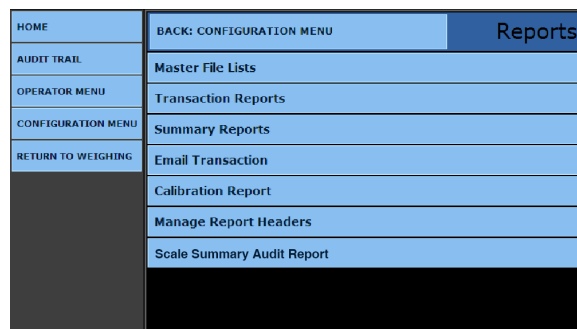 HOME
AUDIT TRAIL
OPERATOR MENU
CONFIGURATION MENU
RETURN TO WEIGHING
BACK: CONFIGURATION MENU
Reports
Master File Lists
Transaction Reports
Summary Reports
Email Transaction
Calibration Report
Manage Report Headers
Scale Summary Audit Report